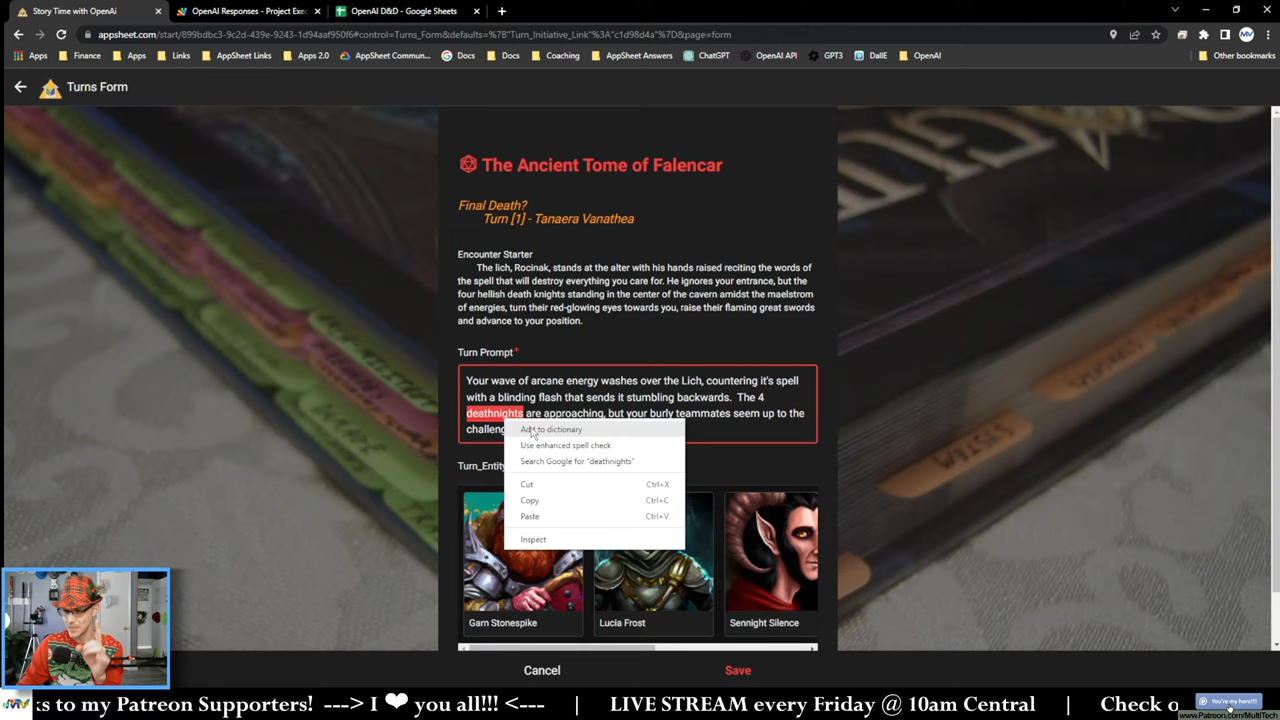 Story Time with OpenAI
OpenAI Responses - Project Exec
OpenAI D&D - Google Sheets
appsheet.com/start/899bdbc3-9c2d-439e-9243-1d94aaf950f6#control=Turns_Form&defaults=%7B"Turn_Initiative_Link"%3A"c1d98d4a"%7D&page=form
Apps Finance Apps Links AppSheet Links Apps 2.0 AppSheet Commun... Docs Docs Coaching AppSheet Answers ChatGPT OpenAI API GPT3 DallE OpenAI Other bookmarks
Turns Form
The Ancient Tome of Falencar
Final Death?
Turn [1] - Tanaera Vanathea
Encounter Starter
The lich, Rocinak, stands at the alter with his hands raised reciting the words of
the spell that will destroy everything you care for. He ignores your entrance, but the
four hellish death knights standing in the center of the cavern amidst the maelstrom
of energies, turn their red-glowing eyes towards you, raise their flaming great swords
and advance to your position.
Turn Prompt*
Your wave of arcane energy washes over the Lich, countering it's spell
with a blinding flash that sends it stumbling backwards. The 4
deathnights are approaching, but your burly teammates seem up to the
challeng
Add to dictionary
Use enhanced spell check
Search Google for "deathnights"
Cut Ctrl+X
Copy Ctrl+C
Paste Ctrl+V
Inspect
Turn_Entity
Garn Stonespike
Lucia Frost
Sennight Silence
Cancel
Save
ks to my Patreon Supporters! ---> I ❤ you all!!! <--- | LIVE STREAM every Friday @ 10am Central | Check o
You're my hero!!!
www.Patreon.com/MultiTech